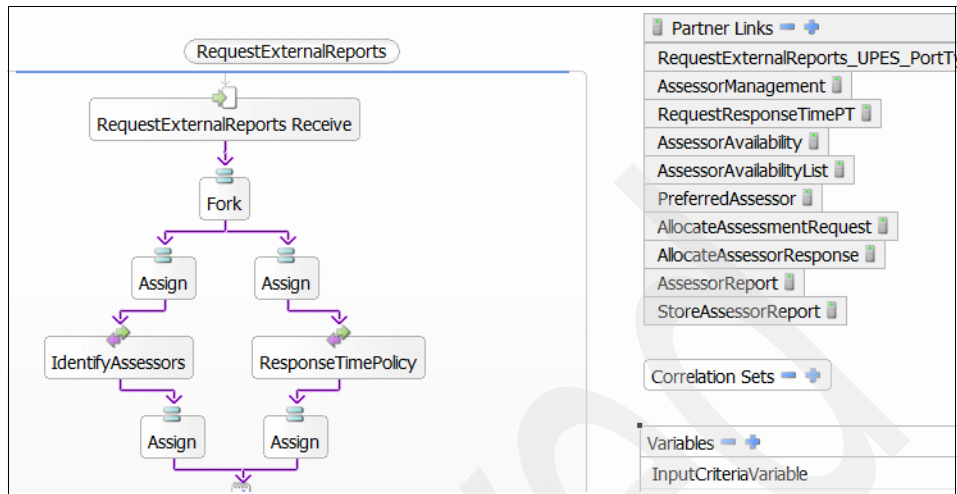 RequestExternalReports
RequestExternalReports Receive
Fork
Assign
Assign
IdentifyAssessors
ResponseTimePolicy
Assign
Assign
Partner Links
RequestExternalReports_UPES_PortTy
AssessorManagement
RequestResponseTimePT
AssessorAvailability
AssessorAvailabilityList
PreferredAssessor
AllocateAssessmentRequest
AllocateAssessorResponse
AssessorReport
StoreAssessorReport
Correlation Sets
Variables
InputCriteriaVariable